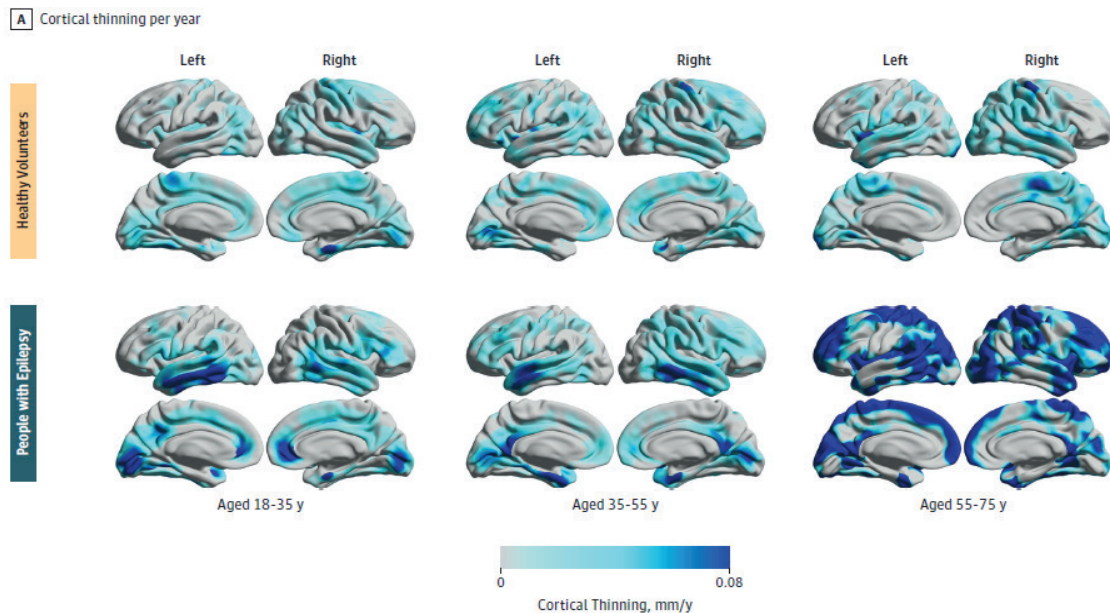 A Cortical thinning per year
Left Right Left Right Left Right
Healthy Volunteers
People with Epilepsy
Aged 18-35 y Aged 35-55 y Aged 55-75 y
0 0.08
Cortical Thinning, mm/y